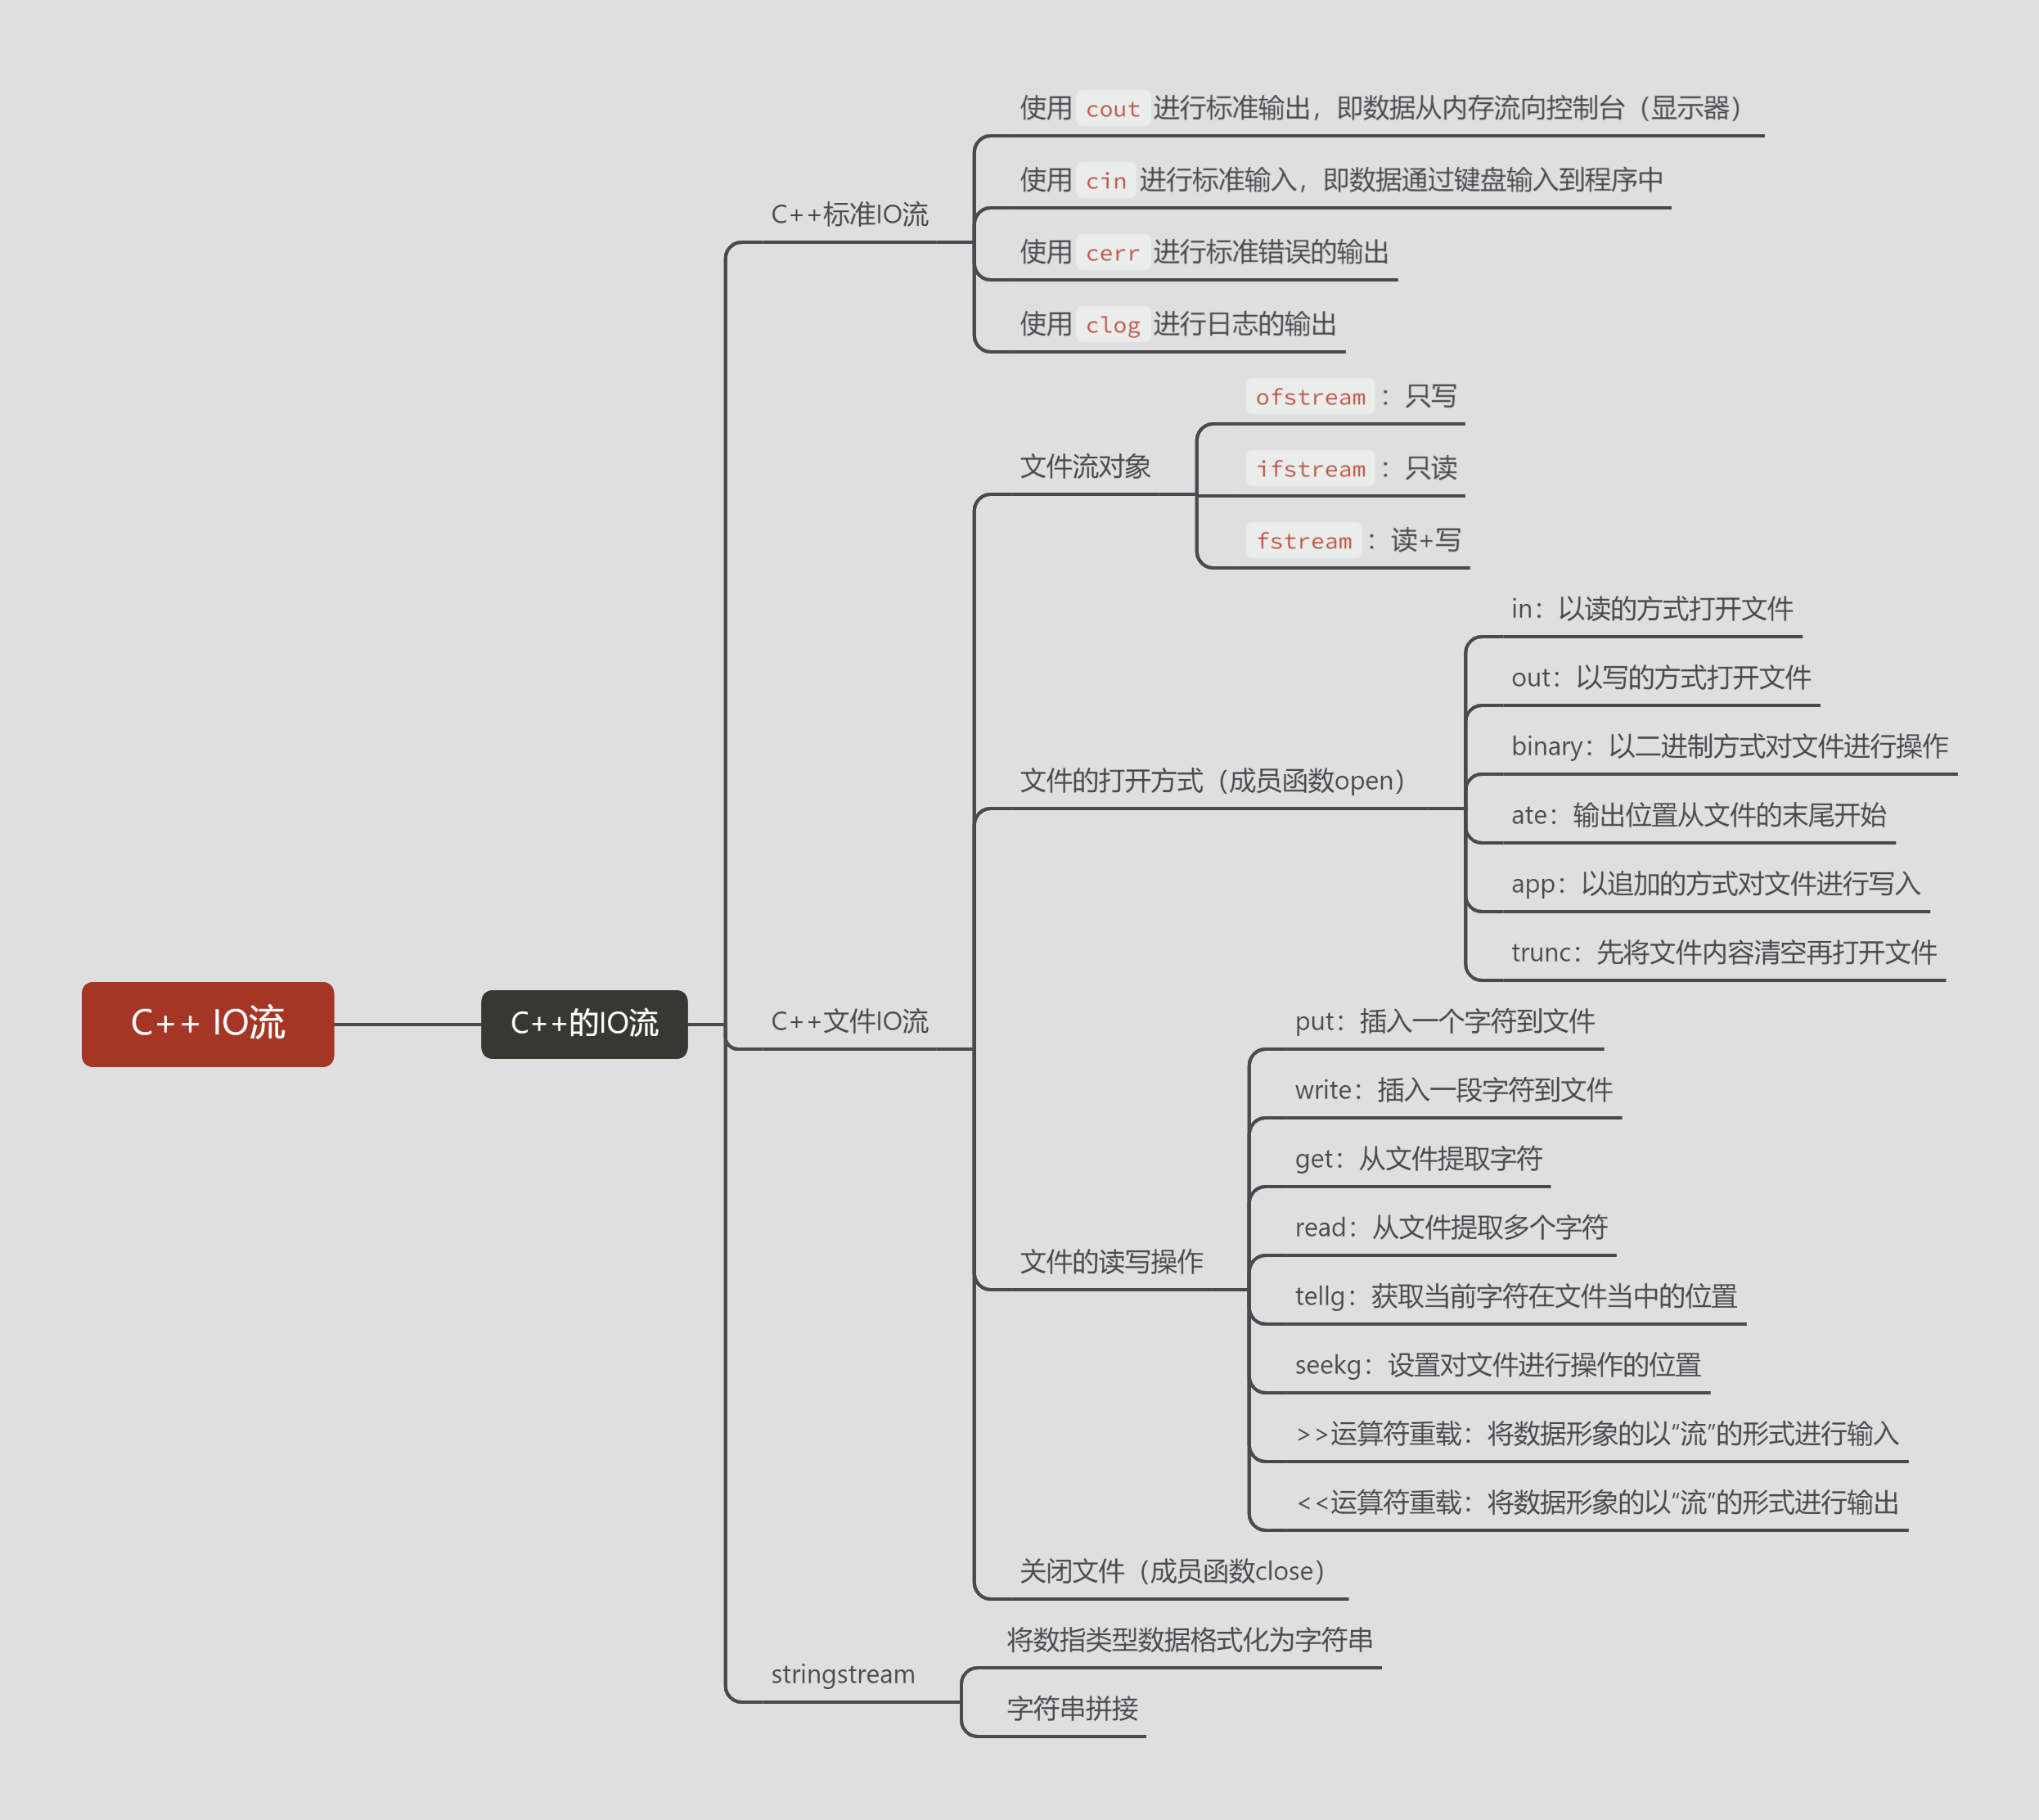 使用 cout 进行标准输出，即数据从内存流向控制台（显示器）
使用 cin 进行标准输入，即数据通过键盘输入到程序中
C++标准IO流
使用 cerr 进行标准错误的输出
使用 clog 进行日志的输出
ofstream ：只写
文件流对象
ifstream ：只读
fstream ：读+写
in：以读的方式打开文件
out：以写的方式打开文件
binary：以二进制方式对文件进行操作
文件的打开方式（成员函数open）
ate：输出位置从文件的末尾开始
app：以追加的方式对文件进行写入
trunc：先将文件内容清空再打开文件
C++ IO流
C++的IO流
C++文件IO流
put：插入一个字符到文件
write：插入一段字符到文件
get：从文件提取字符
read：从文件提取多个字符
文件的读写操作
tellg：获取当前字符在文件当中的位置
seekg：设置对文件进行操作的位置
>>运算符重载：将数据形象的以“流”的形式进行输入
<<运算符重载：将数据形象的以“流”的形式进行输出
关闭文件（成员函数close）
将数指类型数据格式化为字符串
stringstream
字符串拼接